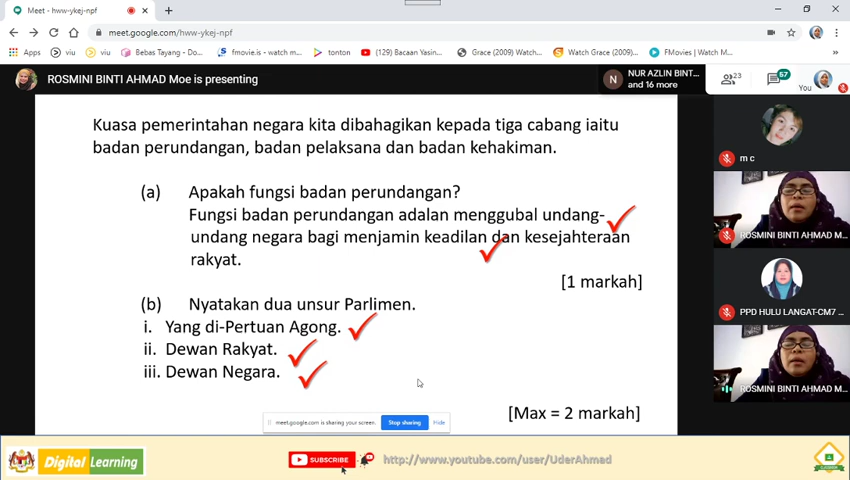 Meet - hww-ykej-npf
meet.google.com/hww-ykej-npf
Apps
viu
viu
Bebas Tayang - Do...
fmovie.is - watch m...
tonton
(129) Bacaan Yasin...
Grace (2009) Watch...
Watch Grace (2009)...
FMovies | Watch M...
ROSMINI BINTI AHMAD Moe is presenting
N
NUR AZLIN BINT...
and 16 more
23
67
You
Kuasa pemerintahan negara kita dibahagikan kepada tiga cabang iaitu
badan perundangan, badan pelaksana dan badan kehakiman.
(a) Apakah fungsi badan perundangan?
Fungsi badan perundangan adalan menggubal undang-
undang negara bagi menjamin keadilan dan kesejahteraan
rakyat.
[1 markah]
(b) Nyatakan dua unsur Parlimen.
i. Yang di-Pertuan Agong.
ii. Dewan Rakyat.
iii. Dewan Negara.
[Max = 2 markah]
m c
ROSMINI BINTI AHMAD M...
PPD HULU LANGAT-CM7 ...
ROSMINI BINTI AHMAD M...
meet.google.com is sharing your screen.
Stop sharing
Hide
Digital Learning
SUBSCRIBE
http://www.youtube.com/user/UderAhmad